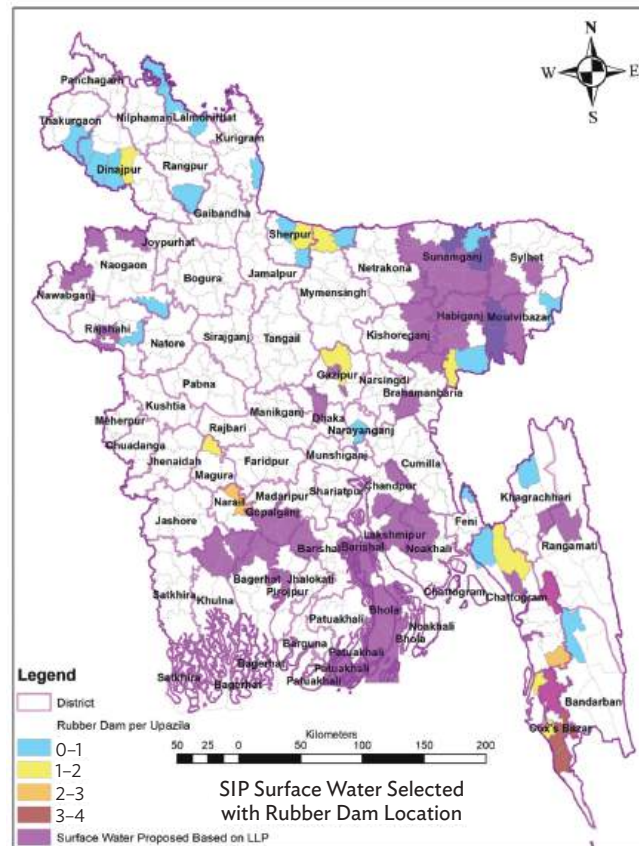 N
W E
S
Panchagarh
Thakurgaon
Nilphamari
Lalmonirhat
Kurigram
Dinajpur
Rangpur
Gaibandha
Sherpur
Joypurhat
Naogaon
Jamalpur
Netrakona
Sunamganj
Sylhet
Bogura
Mymensingh
Nawabganj
Habiganj
Moulvibazar
Rajshahi
Natore
Sirajganj
Tangail
Kishoreganj
Gazipur
Narsingdi
Pabna
Brahamanbaria
Kushtia
Manikganj
Dhaka
Meherpur
Rajbari
Narayanganj
Chuadanga
Jhenaidah
Faridpur
Munshiganj
Cumilla
Magura
Khagrachhari
Madaripur
Shariatpur
Chandpur
Narail
Gopalganj
Feni
Jashore
Rangamati
Lakshmipur
Barishal
Barishal
Noakhali
Bagerhat
Jhalokati
Satkhira
Khulna
Pirojpur
Chattogram
Chattogram
Bhola
Patuakhali
Noakhali
Barguna
Bhola
Patuakhali
Bagerhat
Patuakhali
Satkhira
Bagerhat
Patuakhali
Bandarban
Cox's Bazar
Legend
District
Rubber Dam per Upazila
0–1
1–2
2–3
3–4
Surface Water Proposed Based on LLP
Kilometers
50 25 0 50 100 150 200
SIP Surface Water Selected
with Rubber Dam Location